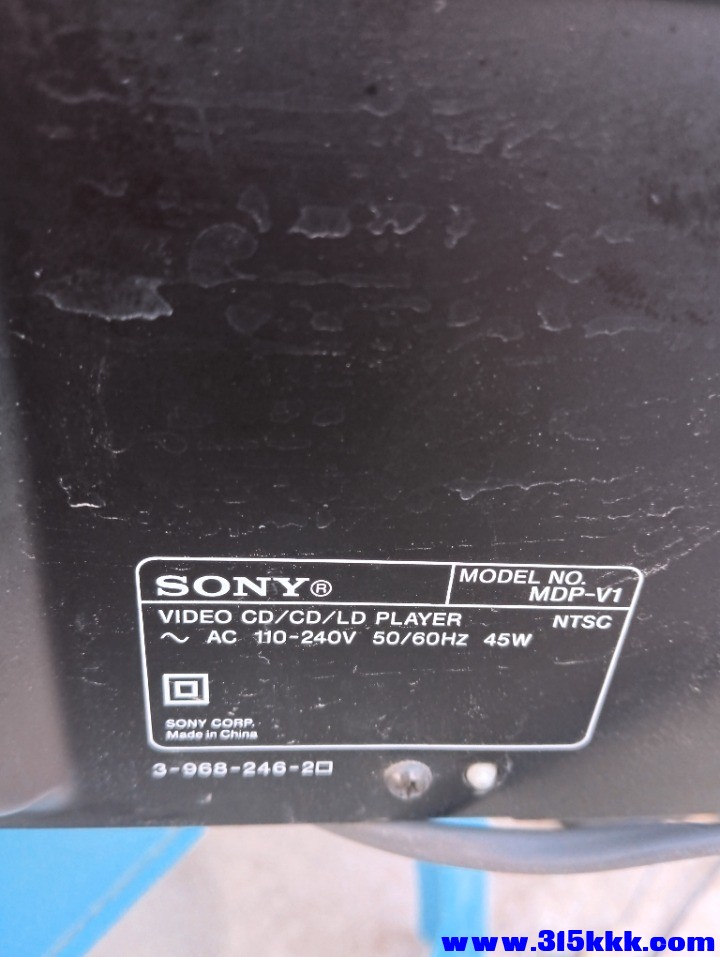 SONY®
MODEL NO.
MDP-V1
VIDEO CD/CD/LD PLAYER NTSC
~ AC 110-240V 50/60HZ 45W
SONY CORP.
Made in China
3-968-246-2□
www.315kkk.com